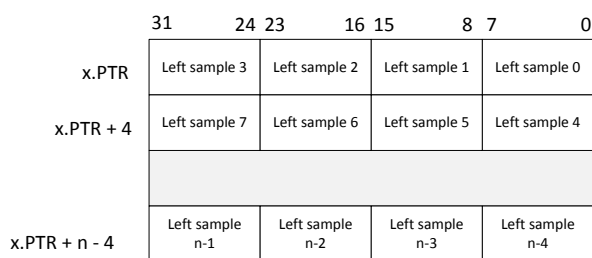 31 24 23 16 15 8 7 0
x.PTR Left sample 3 Left sample 2 Left sample 1 Left sample 0
x.PTR + 4 Left sample 7 Left sample 6 Left sample 5 Left sample 4
x.PTR + n - 4 Left sample n-1 Left sample n-2 Left sample n-3 Left sample n-4